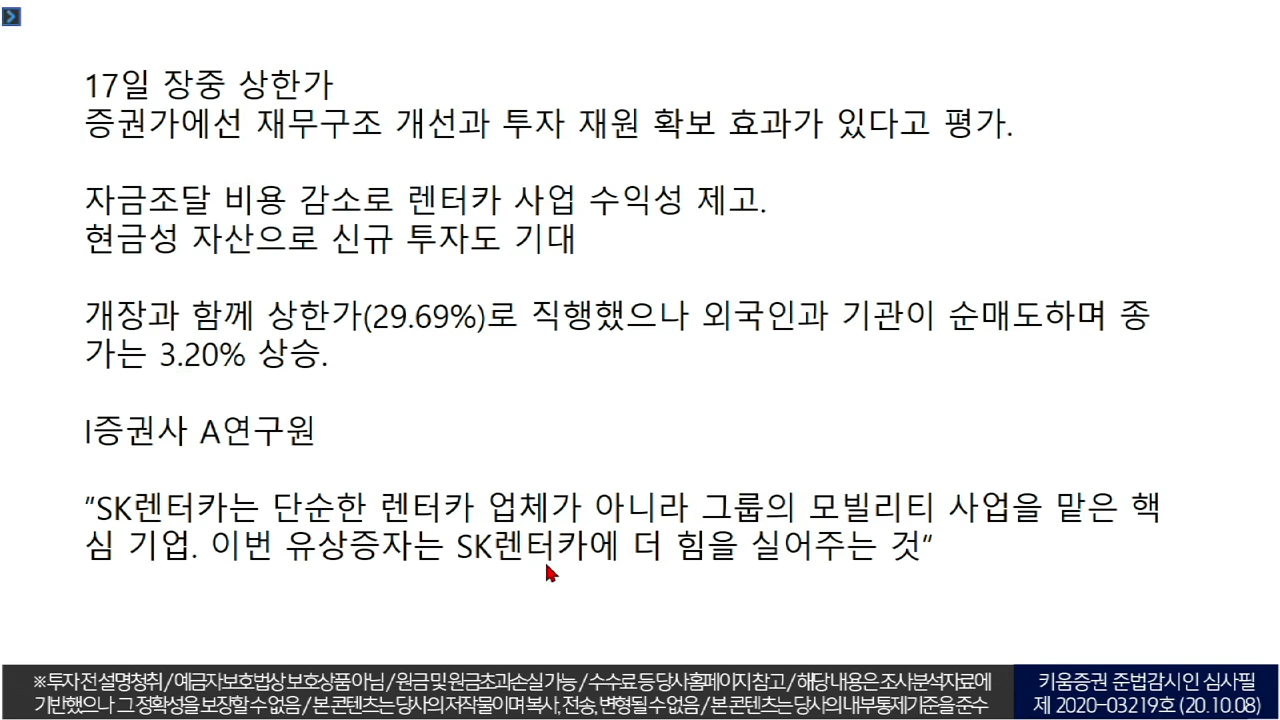 17일 장중 상한가
증권가에선 재무구조 개선과 투자 재원 확보 효과가 있다고 평가.
자금조달 비용 감소로 렌터카 사업 수익성 제고.
현금성 자산으로 신규 투자도 기대
개장과 함께 상한가(29.69%)로 직행했으나 외국인과 기관이 순매도하며 종
가는 3.20% 상승.
I증권사 A연구원
"SK렌터카는 단순한 렌터카 업체가 아니라 그룹의 모빌리티 사업을 맡은 핵
심 기업. 이번 유상증자는 SK렌터카에 더 힘을 실어주는 것"
※투자 전 설명청취 / 예금자보호법상 보호상품 아님 / 원금 및 원금초과손실 가능 / 수수료 등 당사홈페이지 참고 / 해당 내용은 조사분석자료에
기반했으나 그 정확성을 보장할 수 없음 / 본 콘텐츠는 당사의 저작물이며 복사, 전송, 변형될 수 없음 / 본 콘텐츠는 당사의 내부통제기준을 준수
키움증권 준법감시인 심사필
제 2020-03219호 (20.10.08)